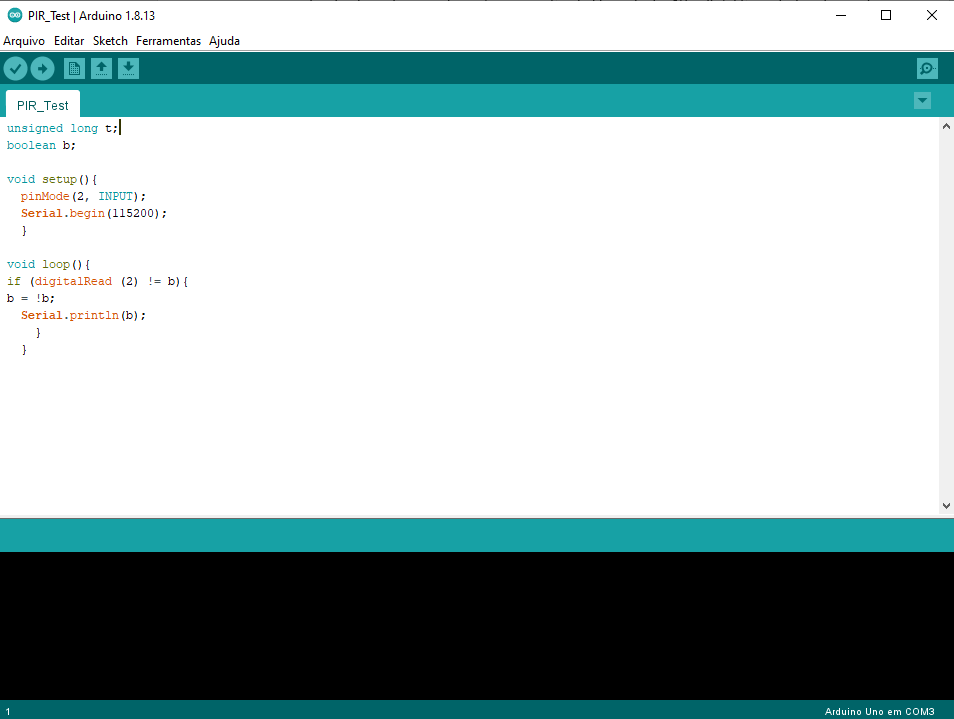 PIR_Test | Arduino 1.8.13
Arquivo Editar Sketch Ferramentas Ajuda
PIR_Test
unsigned long t;
boolean b;
void setup(){
  pinMode(2, INPUT);
  Serial.begin(115200);
  }
void loop(){
if (digitalRead (2) != b){
b = !b;
  Serial.println(b);
    }
  }
1
Arduino Uno em COM3